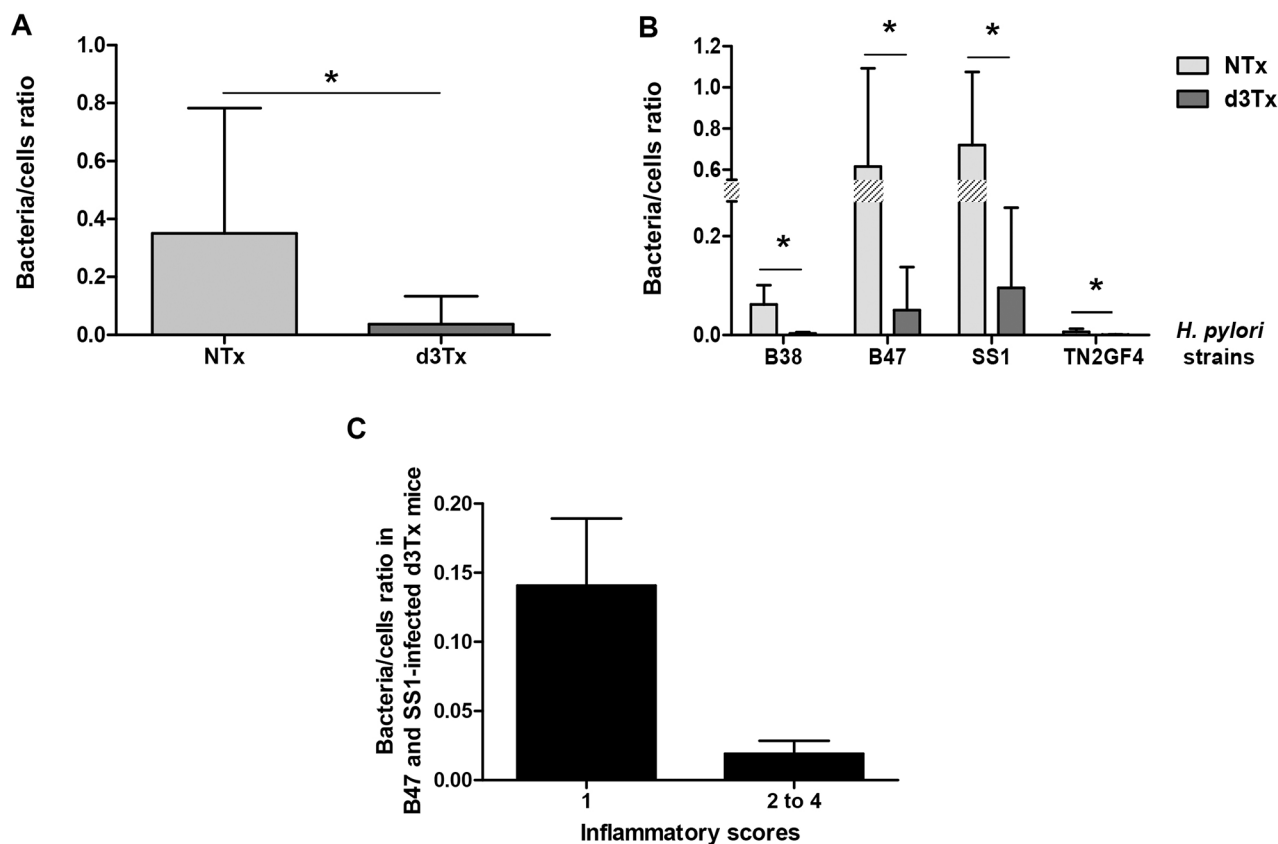 A
Bacteria/cells ratio
1.0
0.8
0.6
0.4
0.2
0.0
*
NTx
d3Tx
B
Bacteria/cells ratio
1.2
1.0
0.8
0.6
0.2
0.0
*
*
*
*
B38
B47
SS1
TN2GF4
H. pylori
strains
NTx
d3Tx
C
Bacteria/cells ratio in
B47 and SS1-infected d3Tx mice
0.20
0.15
0.10
0.05
0.00
1
2 to 4
Inflammatory scores